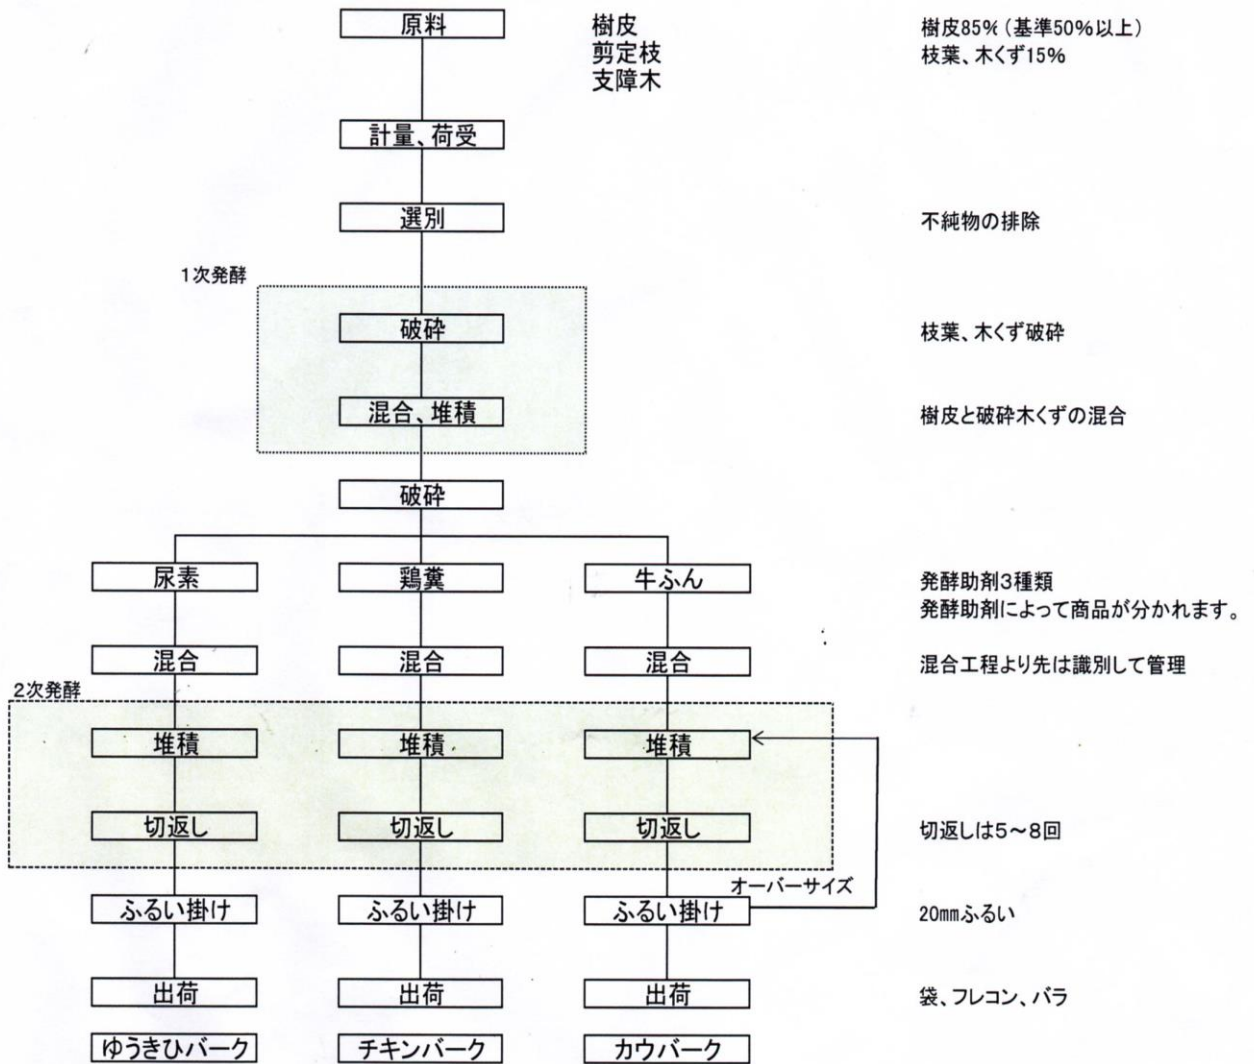 原料
樹皮
剪定枝
支障木
樹皮85%（基準50%以上）
枝葉、木くず15%
計量、荷受
選別
不純物の排除
1次発酵
破砕
枝葉、木くず破砕
混合、堆積
樹皮と破砕木くずの混合
破砕
尿素
鶏糞
牛ふん
発酵助剤3種類
発酵助剤によって商品が分かれます。
混合
混合
混合
混合工程より先は識別して管理
2次発酵
堆積
堆積
堆積
切返し
切返し
切返し
切返しは5～8回
オーバーサイズ
ふるい掛け
ふるい掛け
ふるい掛け
20㎜ふるい
出荷
出荷
出荷
袋、フレコン、バラ
ゆうきひバーク
チキンバーク
カウバーク